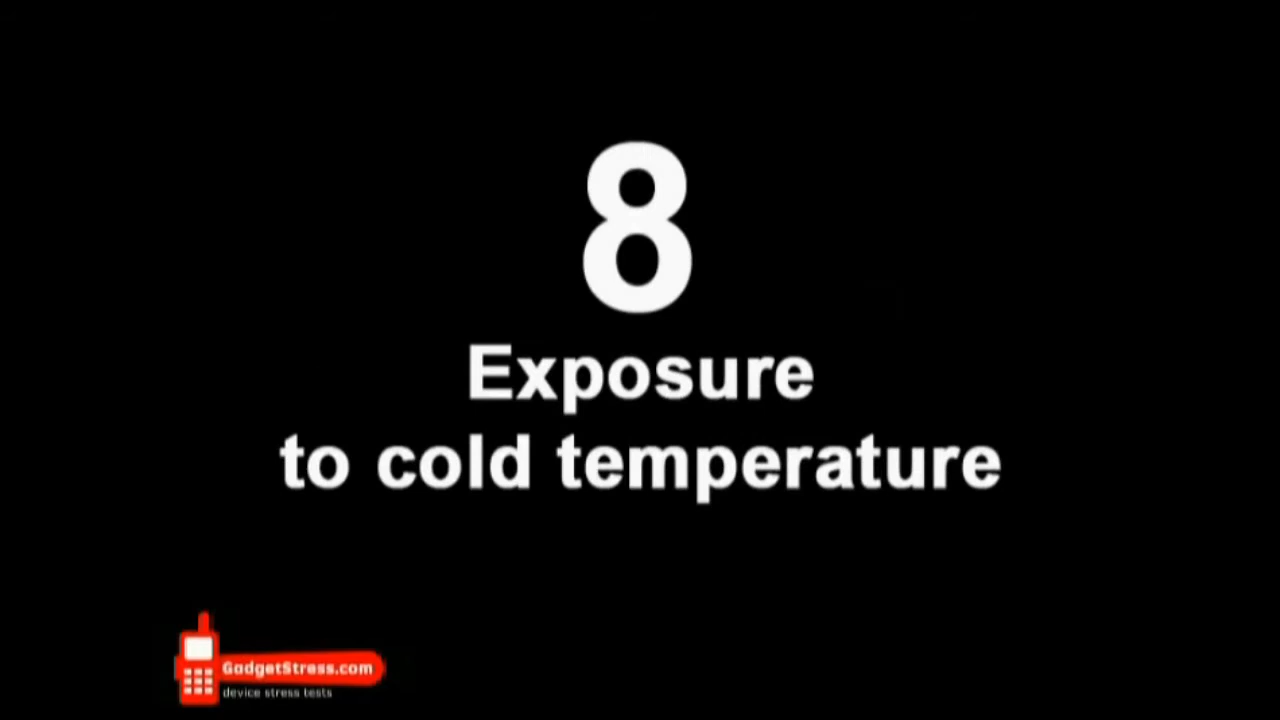 8
Exposure
to cold temperature
GadgetStress.com
device stress tests